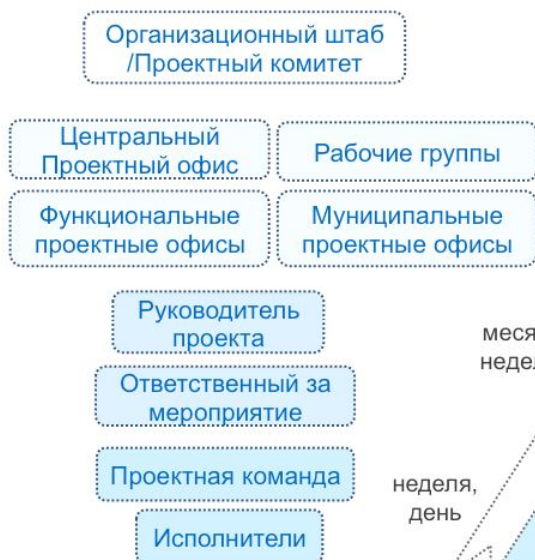 Организационный штаб
/Проектный комитет
Центральный
Проектный офис
Рабочие группы
Функциональные
проектные офисы
Муниципальные
проектные офисы
Руководитель
проекта
Ответственный за
мероприятие
Проектная команда
неделя,
день
Исполнители